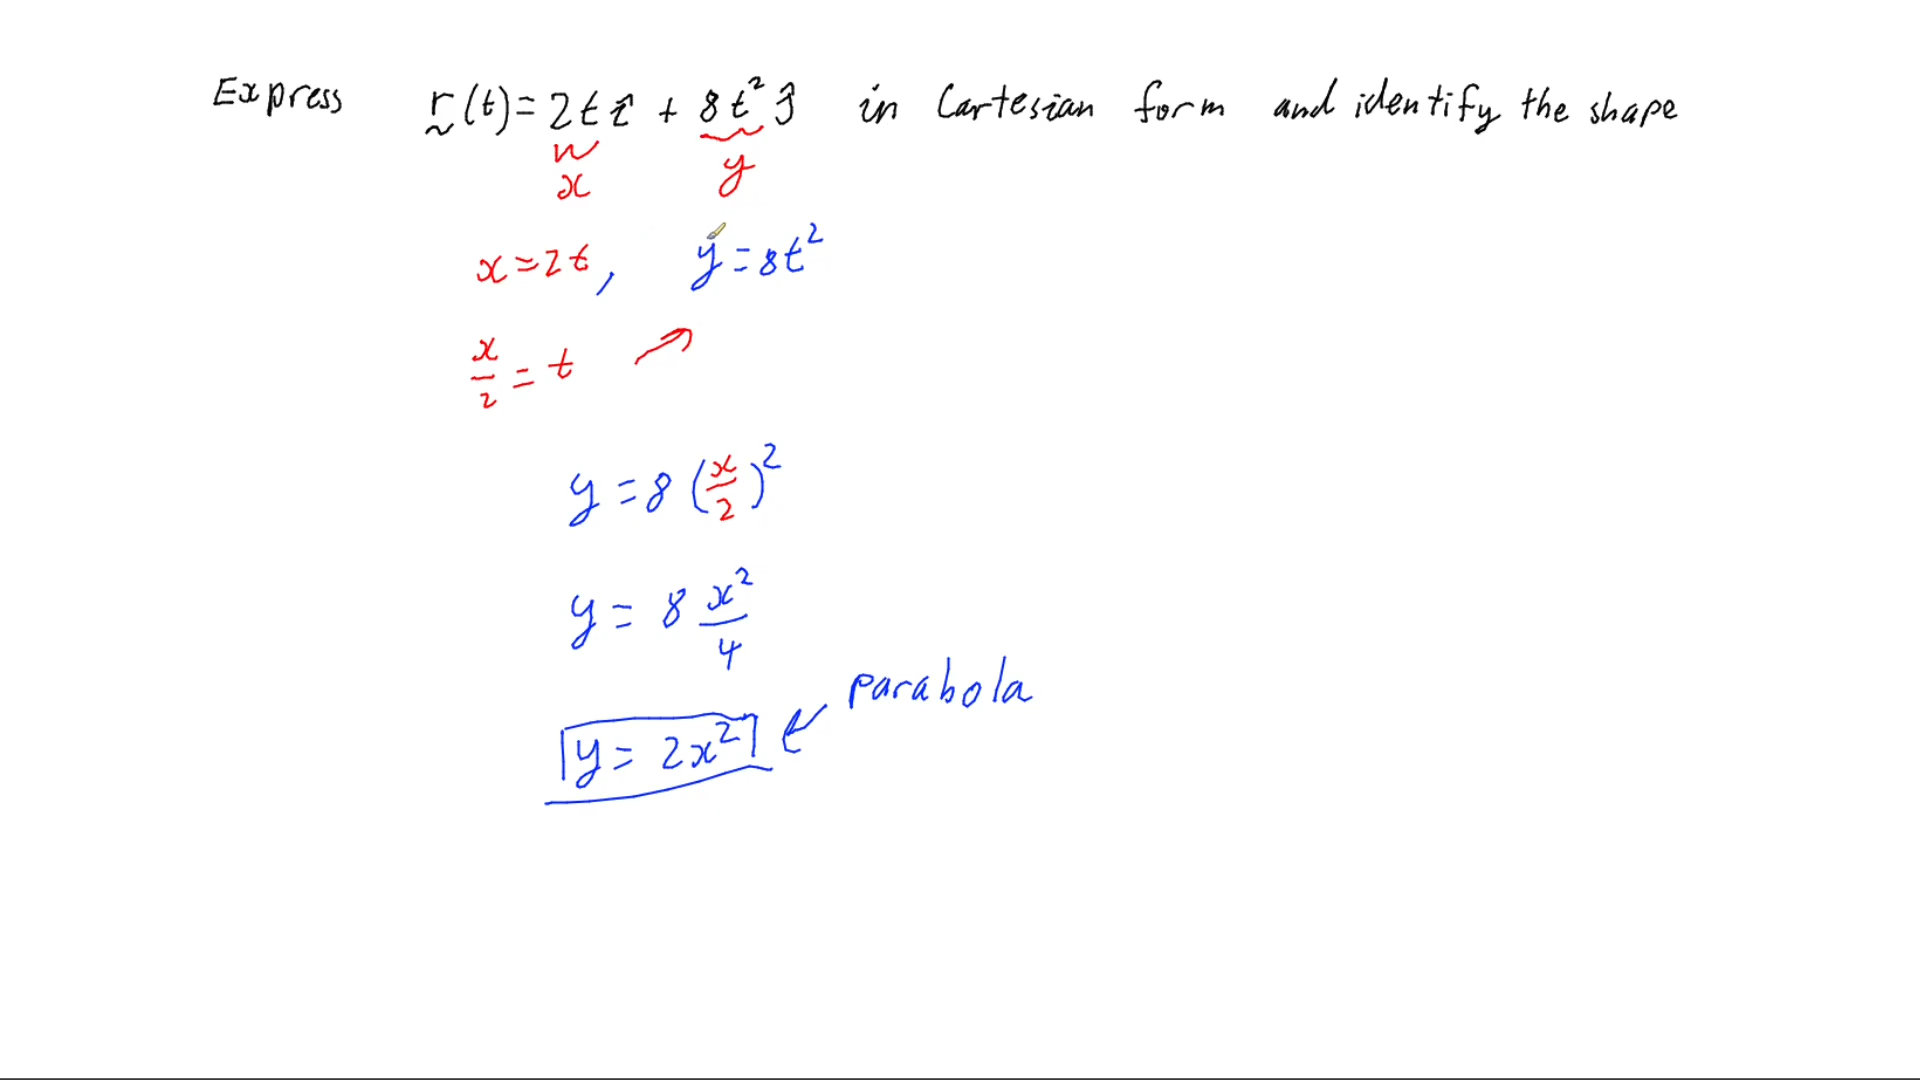 Express r(t) = 2t î + 8t² ĵ in Cartesian form and identify the shape
x y
x = 2t, y = 8t²
x/2 = t
y = 8 (x/2)²
y = 8 x²/4
parabola
y = 2x²